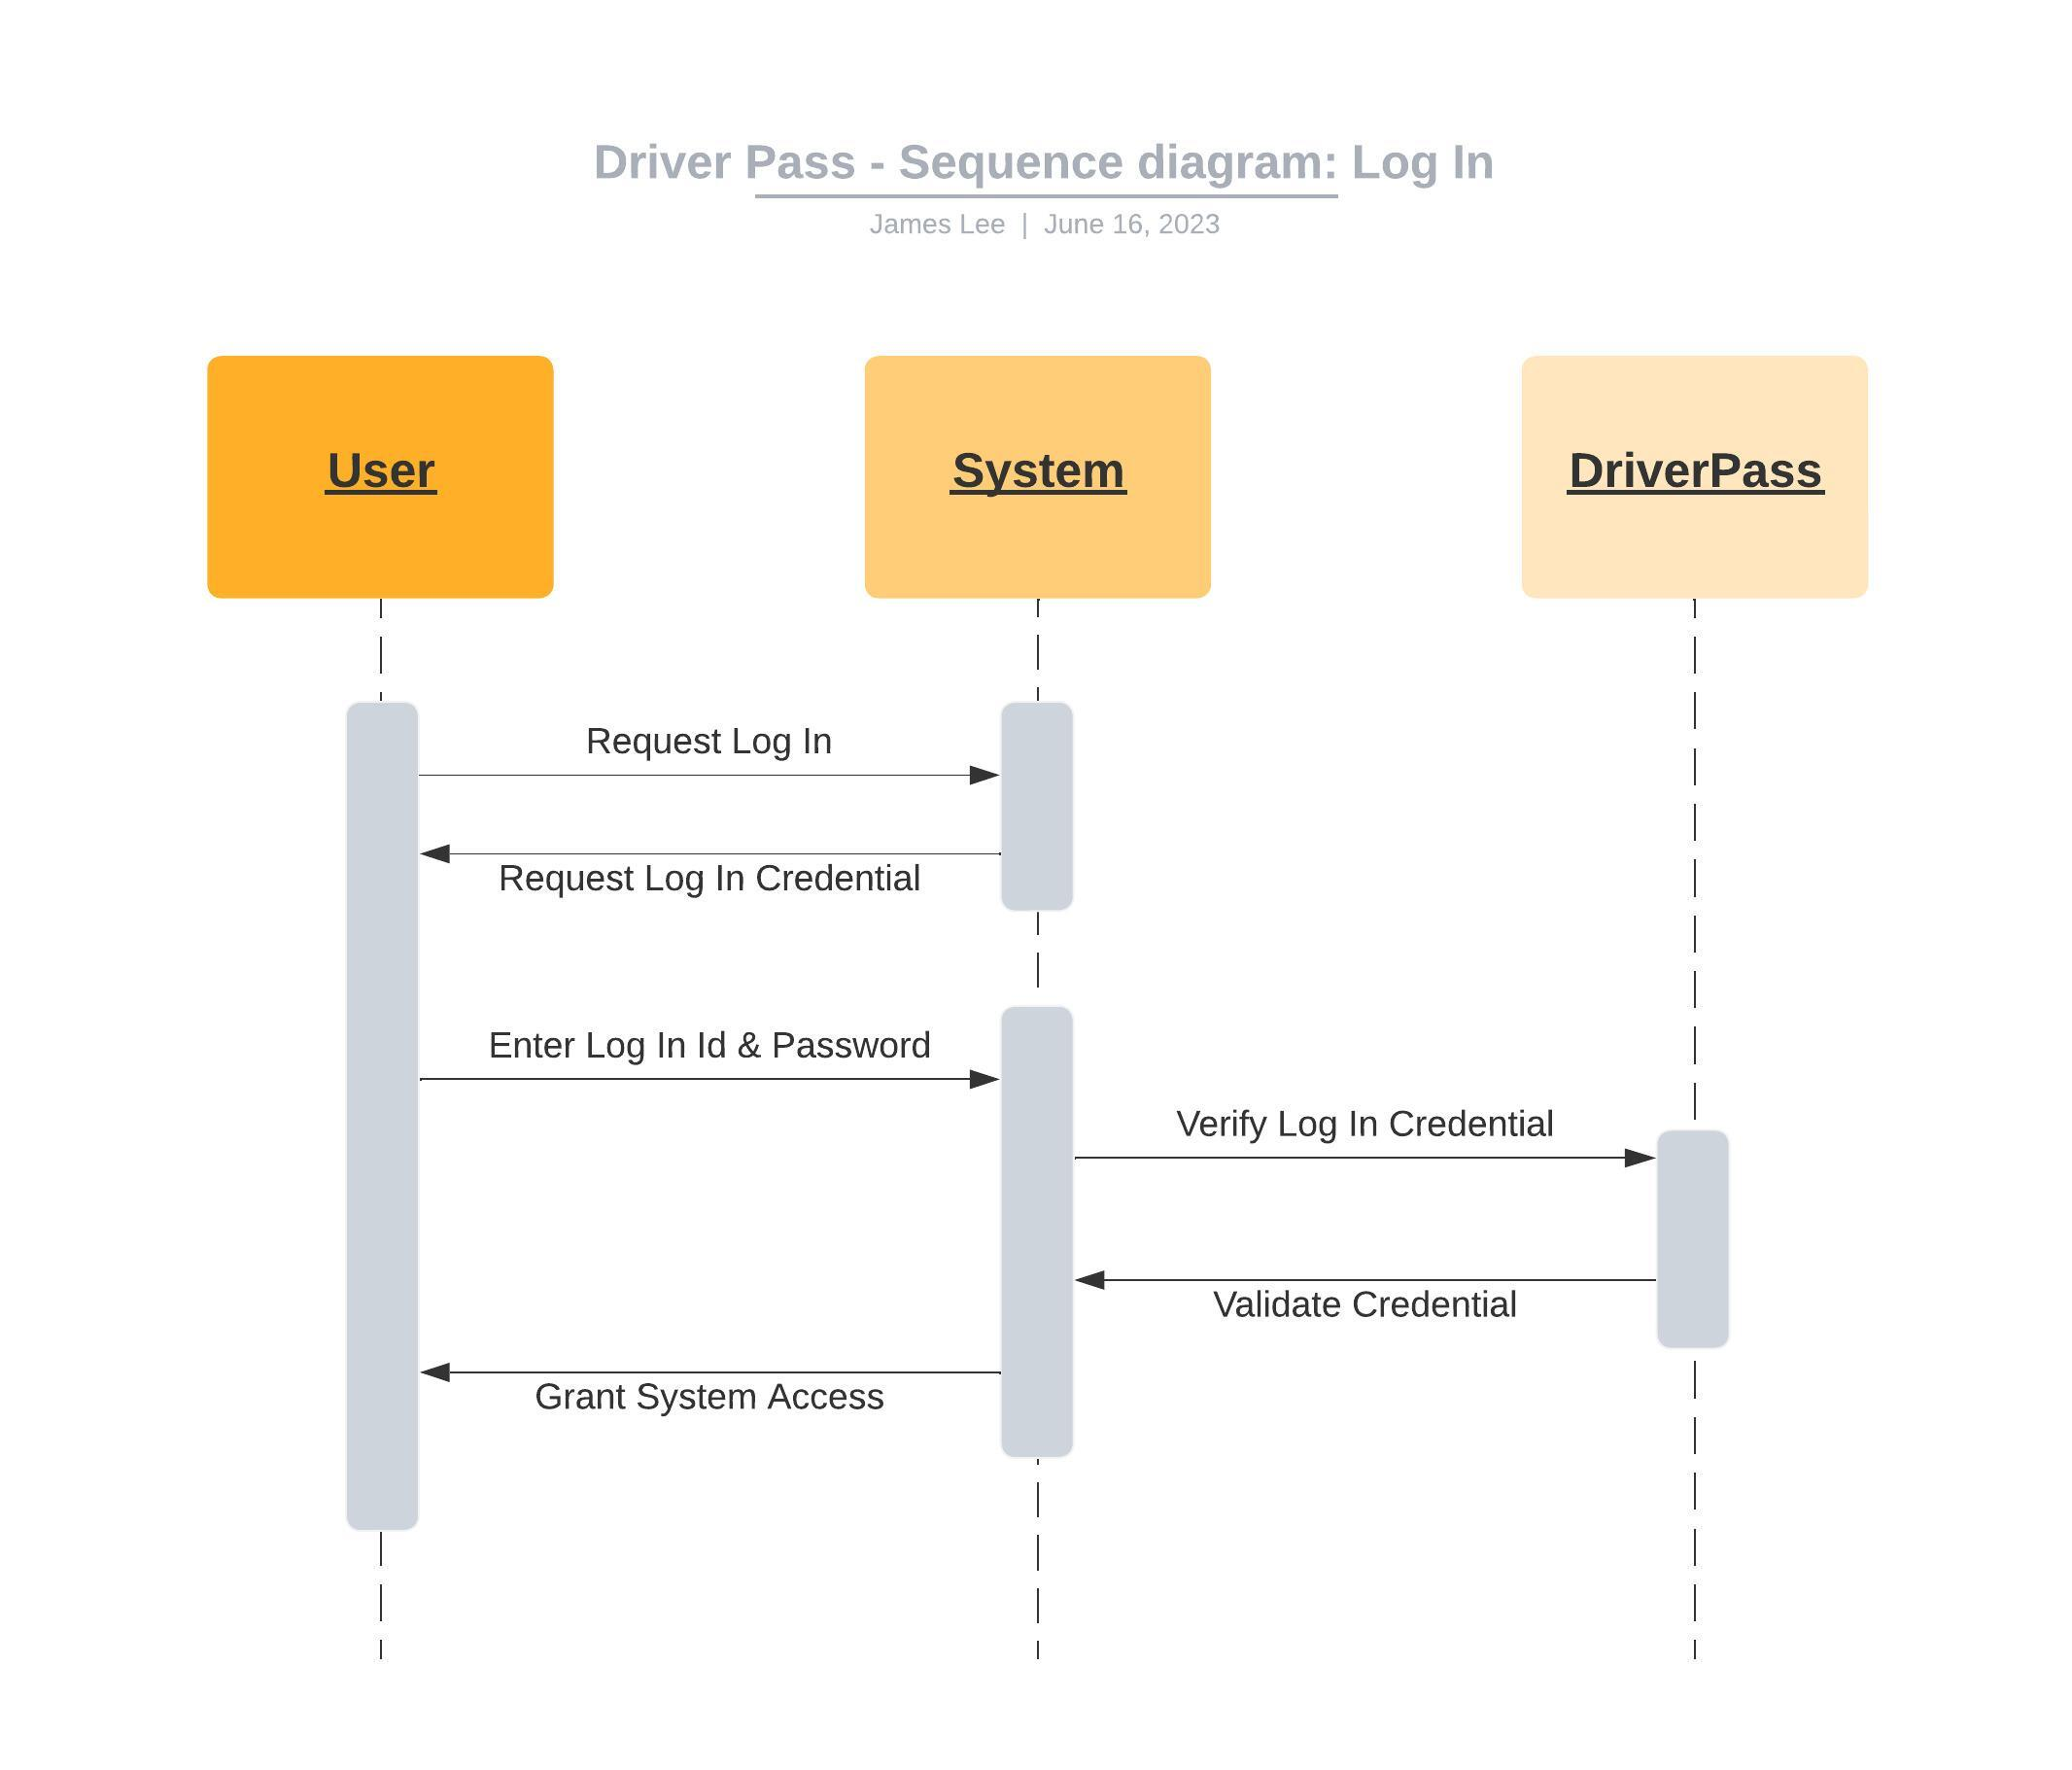 Driver Pass - Sequence diagram: Log In
James Lee | June 16, 2023
User
System
DriverPass
Request Log In
Request Log In Credential
Enter Log In Id & Password
Verify Log In Credential
Validate Credential
Grant System Access